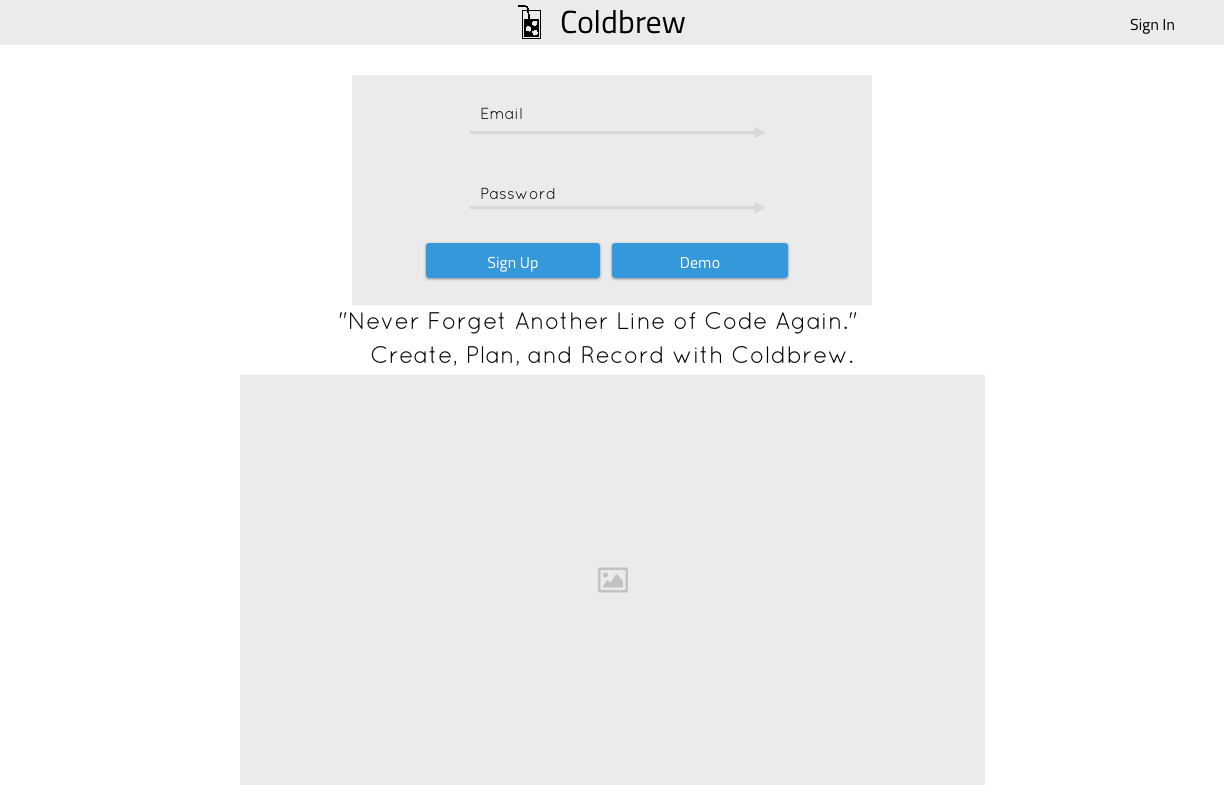 Coldbrew
Sign In
Email
Password
Sign Up
Demo
"Never Forget Another Line of Code Again."
Create, Plan, and Record with Coldbrew.